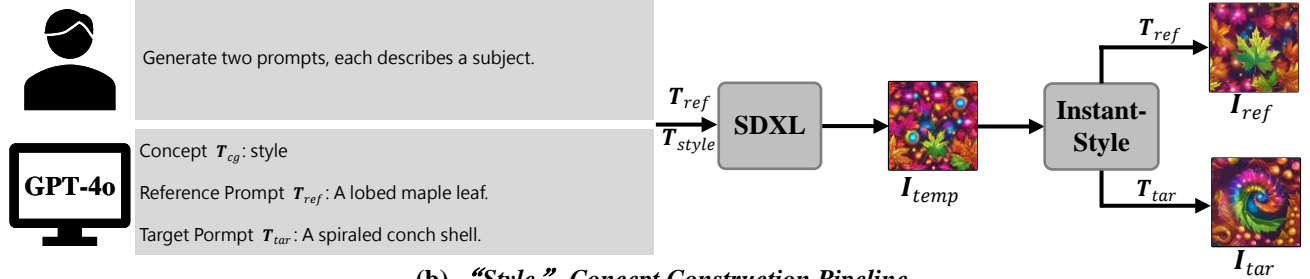 Generate two prompts, each describes a subject.
GPT-4o
Concept T_cg: style
Reference Prompt T_ref: A lobed maple leaf.
Target Pormpt T_tar: A spiraled conch shell.
T_ref
T_style
SDXL
I_temp
Instant-
Style
T_ref
I_ref
T_tar
I_tar
(b) “Style” Concept Construction Pipeline